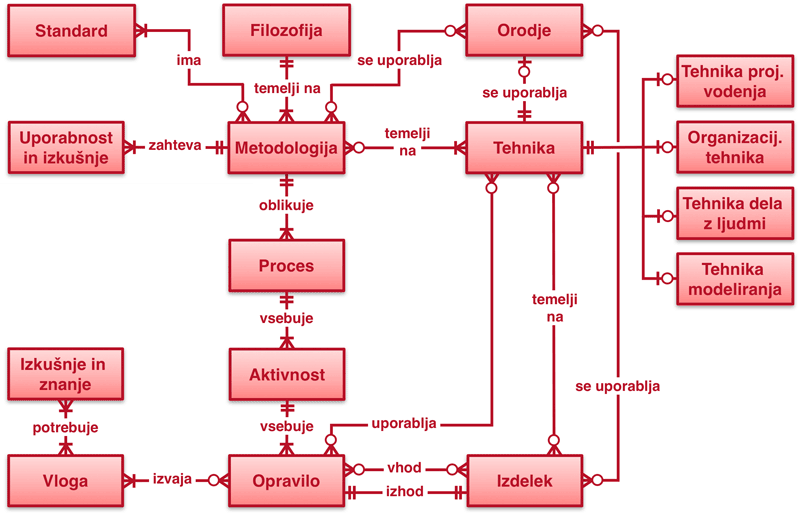 Standard
Filozofija
Orodje
ima
temelji na
se uporablja
se uporablja
Tehnika proj.
vodenja
Uporabnost
in izkušnje
zahteva
Metodologija
temelji
na
Tehnika
Organizacij.
tehnika
oblikuje
Tehnika dela
z ljudmi
Proces
Tehnika
modeliranja
vsebuje
temelji
na
Izkušnje in
znanje
Aktivnost
se uporablja
potrebuje
vsebuje
uporablja
Vloga
izvaja
Opravilo
vhod
izhod
Izdelek